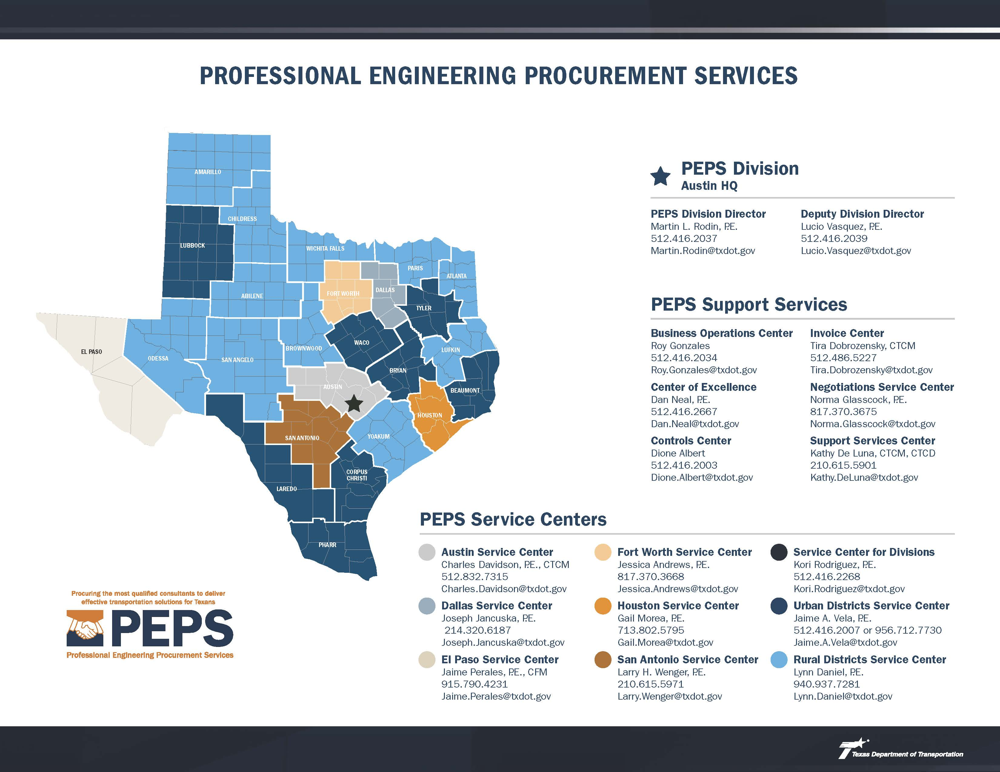 PROFESSIONAL ENGINEERING PROCUREMENT SERVICES
AMARILLO
CHILDRESS
LUBBOCK
WICHITA FALLS
PARIS
ATLANTA
ABILENE
FORT WORTH
DALLAS
TYLER
EL PASO
ODESSA
SAN ANGELO
BROWNWOOD
WACO
LUFKIN
BRYAN
AUSTIN
BEAUMONT
HOUSTON
SAN ANTONIO
YOAKUM
CORPUS
CHRISTI
LAREDO
PHARR
PEPS Division
Austin HQ
PEPS Division Director
Martin L. Rodin, P.E.
512.416.2037
Martin.Rodin@txdot.gov
Deputy Division Director
Lucio Vasquez, P.E.
512.416.2039
Lucio.Vasquez@txdot.gov
PEPS Support Services
Business Operations Center
Roy Gonzales
512.416.2034
Roy.Gonzales@txdot.gov
Center of Excellence
Dan Neal, P.E.
512.416.2667
Dan.Neal@txdot.gov
Controls Center
Dione Albert
512.416.2003
Dione.Albert@txdot.gov
Invoice Center
Tira Dobrozensky, CTCM
512.486.5227
Tira.Dobrozensky@txdot.gov
Negotiations Service Center
Norma Glasscock, P.E.
817.370.3675
Norma.Glasscock@txdot.gov
Support Services Center
Kathy De Luna, CTCM, CTCD
210.615.5901
Kathy.DeLuna@txdot.gov
PEPS Service Centers
Austin Service Center
Charles Davidson, P.E., CTCM
512.832.7315
Charles.Davidson@txdot.gov
Dallas Service Center
Joseph Jancuska, P.E.
214.320.6187
Joseph.Jancuska@txdot.gov
El Paso Service Center
Jaime Perales, P.E., CFM
915.790.4231
Jaime.Perales@txdot.gov
Fort Worth Service Center
Jessica Andrews, P.E.
817.370.3668
Jessica.Andrews@txdot.gov
Houston Service Center
Gail Morea, P.E.
713.802.5795
Gail.Morea@txdot.gov
San Antonio Service Center
Larry H. Wenger, P.E.
210.615.5971
Larry.Wenger@txdot.gov
Service Center for Divisions
Kori Rodriguez, P.E.
512.416.2268
Kori.Rodriguez@txdot.gov
Urban Districts Service Center
Jaime A. Vela, P.E.
512.416.2007 or 956.712.7730
Jaime.A.Vela@txdot.gov
Rural Districts Service Center
Lynn Daniel, P.E.
940.937.7281
Lynn.Daniel@txdot.gov
Procuring the most qualified consultants to deliver
effective transportation solutions for Texans
PEPS
Professional Engineering Procurement Services
Texas Department of Transportation